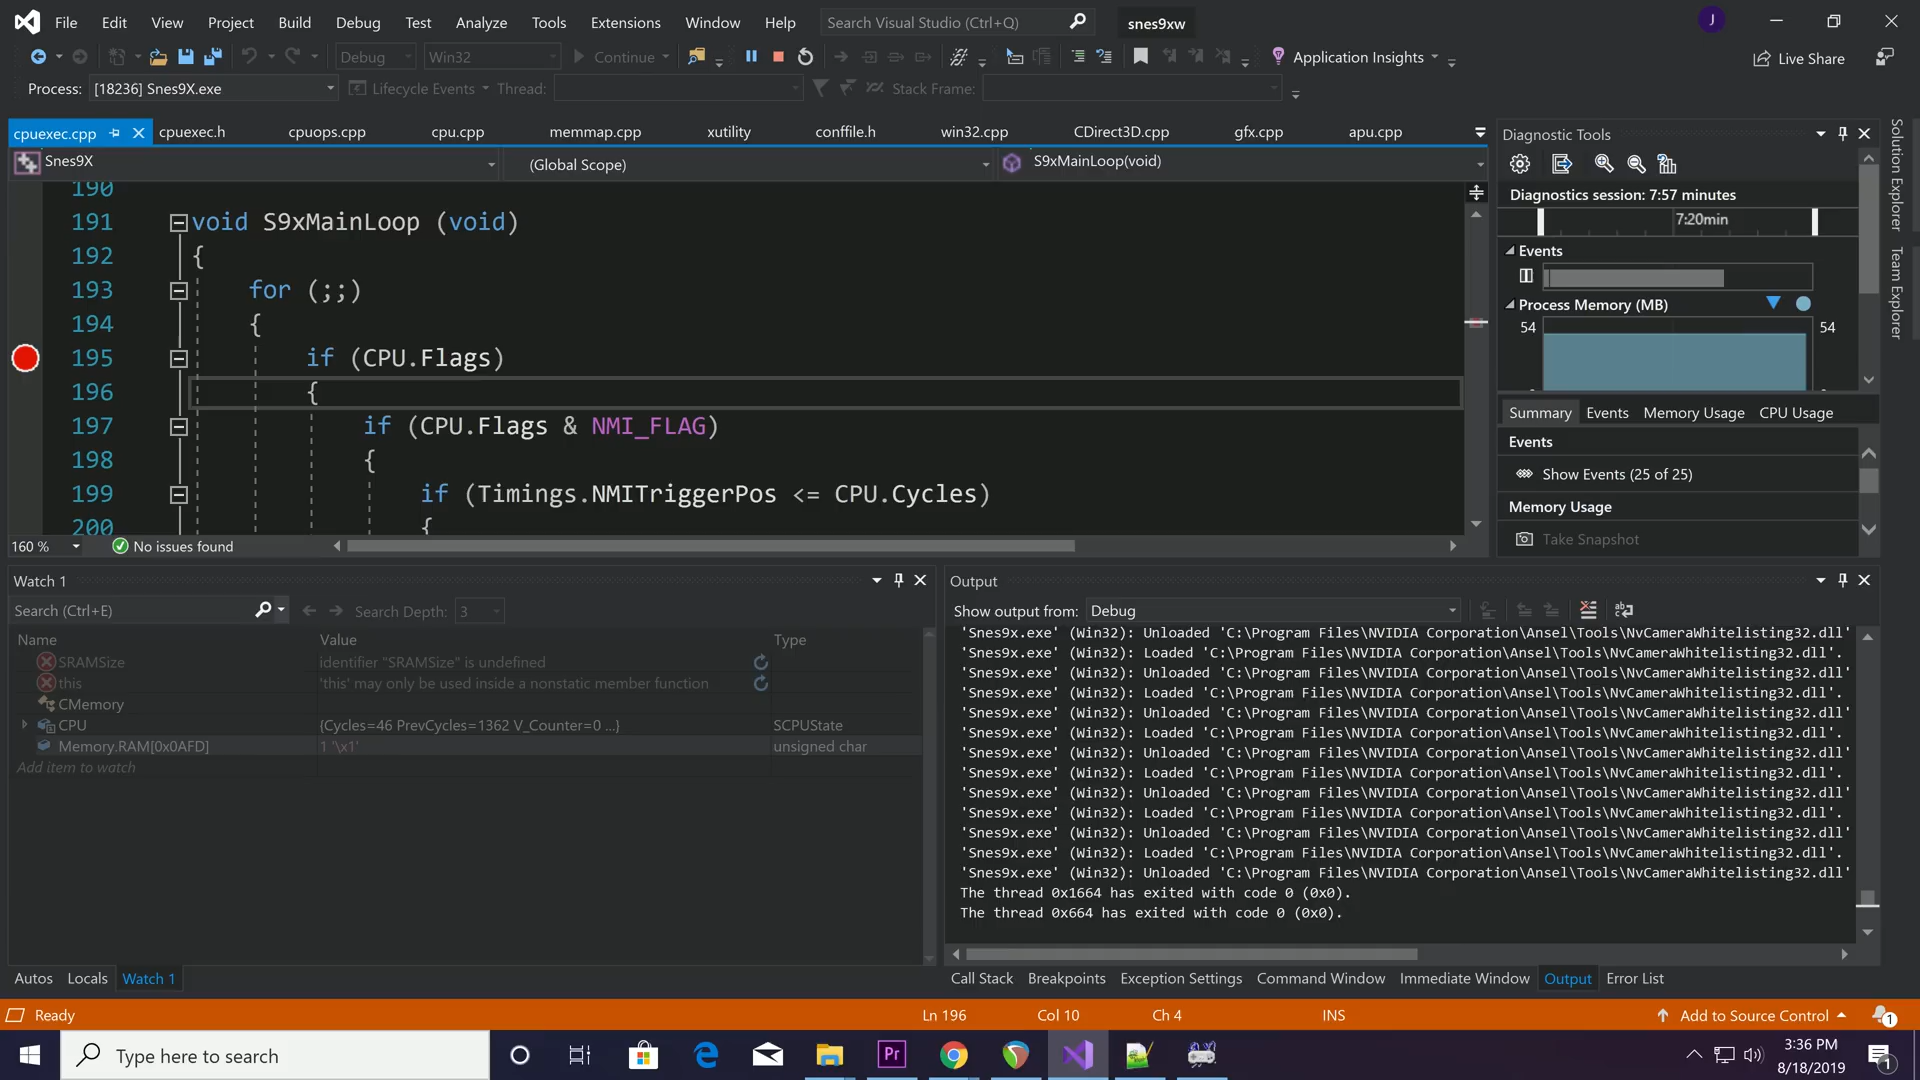 File Edit View Project Build Debug Test Analyze Tools Extensions Window Help Search Visual Studio (Ctrl+Q) snes9xw J
Debug Win32 Continue Application Insights Live Share
Process: [18236] Snes9X.exe Lifecycle Events Thread: Stack Frame:
cpuexec.cpp cpuexec.h cpuops.cpp cpu.cpp memmap.cpp xutility conffile.h win32.cpp CDirect3D.cpp gfx.cpp apu.cpp
Snes9X (Global Scope) S9xMainLoop(void)
190
191 void S9xMainLoop (void)
192 {
193 for (;;)
194 {
195 if (CPU.Flags)
196 {
197 if (CPU.Flags & NMI_FLAG)
198 {
199 if (Timings.NMITriggerPos <= CPU.Cycles)
200 {
160 % No issues found
Diagnostic Tools
Diagnostics session: 7:57 minutes
7:20min
Events
Process Memory (MB)
54 54
Summary Events Memory Usage CPU Usage
Events
Show Events (25 of 25)
Memory Usage
Take Snapshot
Solution Explorer
Team Explorer
Watch 1
Search (Ctrl+E) Search Depth: 3
Name Value Type
SRAMSize identifier "SRAMSize" is undefined
this 'this' may only be used inside a nonstatic member function
CMemory
CPU {Cycles=46 PrevCycles=1362 V_Counter=0 ...} SCPUState
Memory.RAM[0x0AFD] 1 '\x1' unsigned char
Add item to watch
Autos Locals Watch 1
Output
Show output from: Debug
'Snes9x.exe' (Win32): Unloaded 'C:\Program Files\NVIDIA Corporation\Ansel\Tools\NvCameraWhitelisting32.dll'
'Snes9x.exe' (Win32): Loaded 'C:\Program Files\NVIDIA Corporation\Ansel\Tools\NvCameraWhitelisting32.dll'.
'Snes9x.exe' (Win32): Unloaded 'C:\Program Files\NVIDIA Corporation\Ansel\Tools\NvCameraWhitelisting32.dll'
'Snes9x.exe' (Win32): Loaded 'C:\Program Files\NVIDIA Corporation\Ansel\Tools\NvCameraWhitelisting32.dll'.
'Snes9x.exe' (Win32): Unloaded 'C:\Program Files\NVIDIA Corporation\Ansel\Tools\NvCameraWhitelisting32.dll'
'Snes9x.exe' (Win32): Loaded 'C:\Program Files\NVIDIA Corporation\Ansel\Tools\NvCameraWhitelisting32.dll'.
'Snes9x.exe' (Win32): Unloaded 'C:\Program Files\NVIDIA Corporation\Ansel\Tools\NvCameraWhitelisting32.dll'
'Snes9x.exe' (Win32): Loaded 'C:\Program Files\NVIDIA Corporation\Ansel\Tools\NvCameraWhitelisting32.dll'.
'Snes9x.exe' (Win32): Unloaded 'C:\Program Files\NVIDIA Corporation\Ansel\Tools\NvCameraWhitelisting32.dll'
'Snes9x.exe' (Win32): Loaded 'C:\Program Files\NVIDIA Corporation\Ansel\Tools\NvCameraWhitelisting32.dll'.
'Snes9x.exe' (Win32): Unloaded 'C:\Program Files\NVIDIA Corporation\Ansel\Tools\NvCameraWhitelisting32.dll'
'Snes9x.exe' (Win32): Loaded 'C:\Program Files\NVIDIA Corporation\Ansel\Tools\NvCameraWhitelisting32.dll'.
'Snes9x.exe' (Win32): Unloaded 'C:\Program Files\NVIDIA Corporation\Ansel\Tools\NvCameraWhitelisting32.dll'
The thread 0x1664 has exited with code 0 (0x0).
The thread 0x664 has exited with code 0 (0x0).
Call Stack Breakpoints Exception Settings Command Window Immediate Window Output Error List
Ready Ln 196 Col 10 Ch 4 INS Add to Source Control 1
Type here to search Pr 3:36 PM
8/18/2019 1